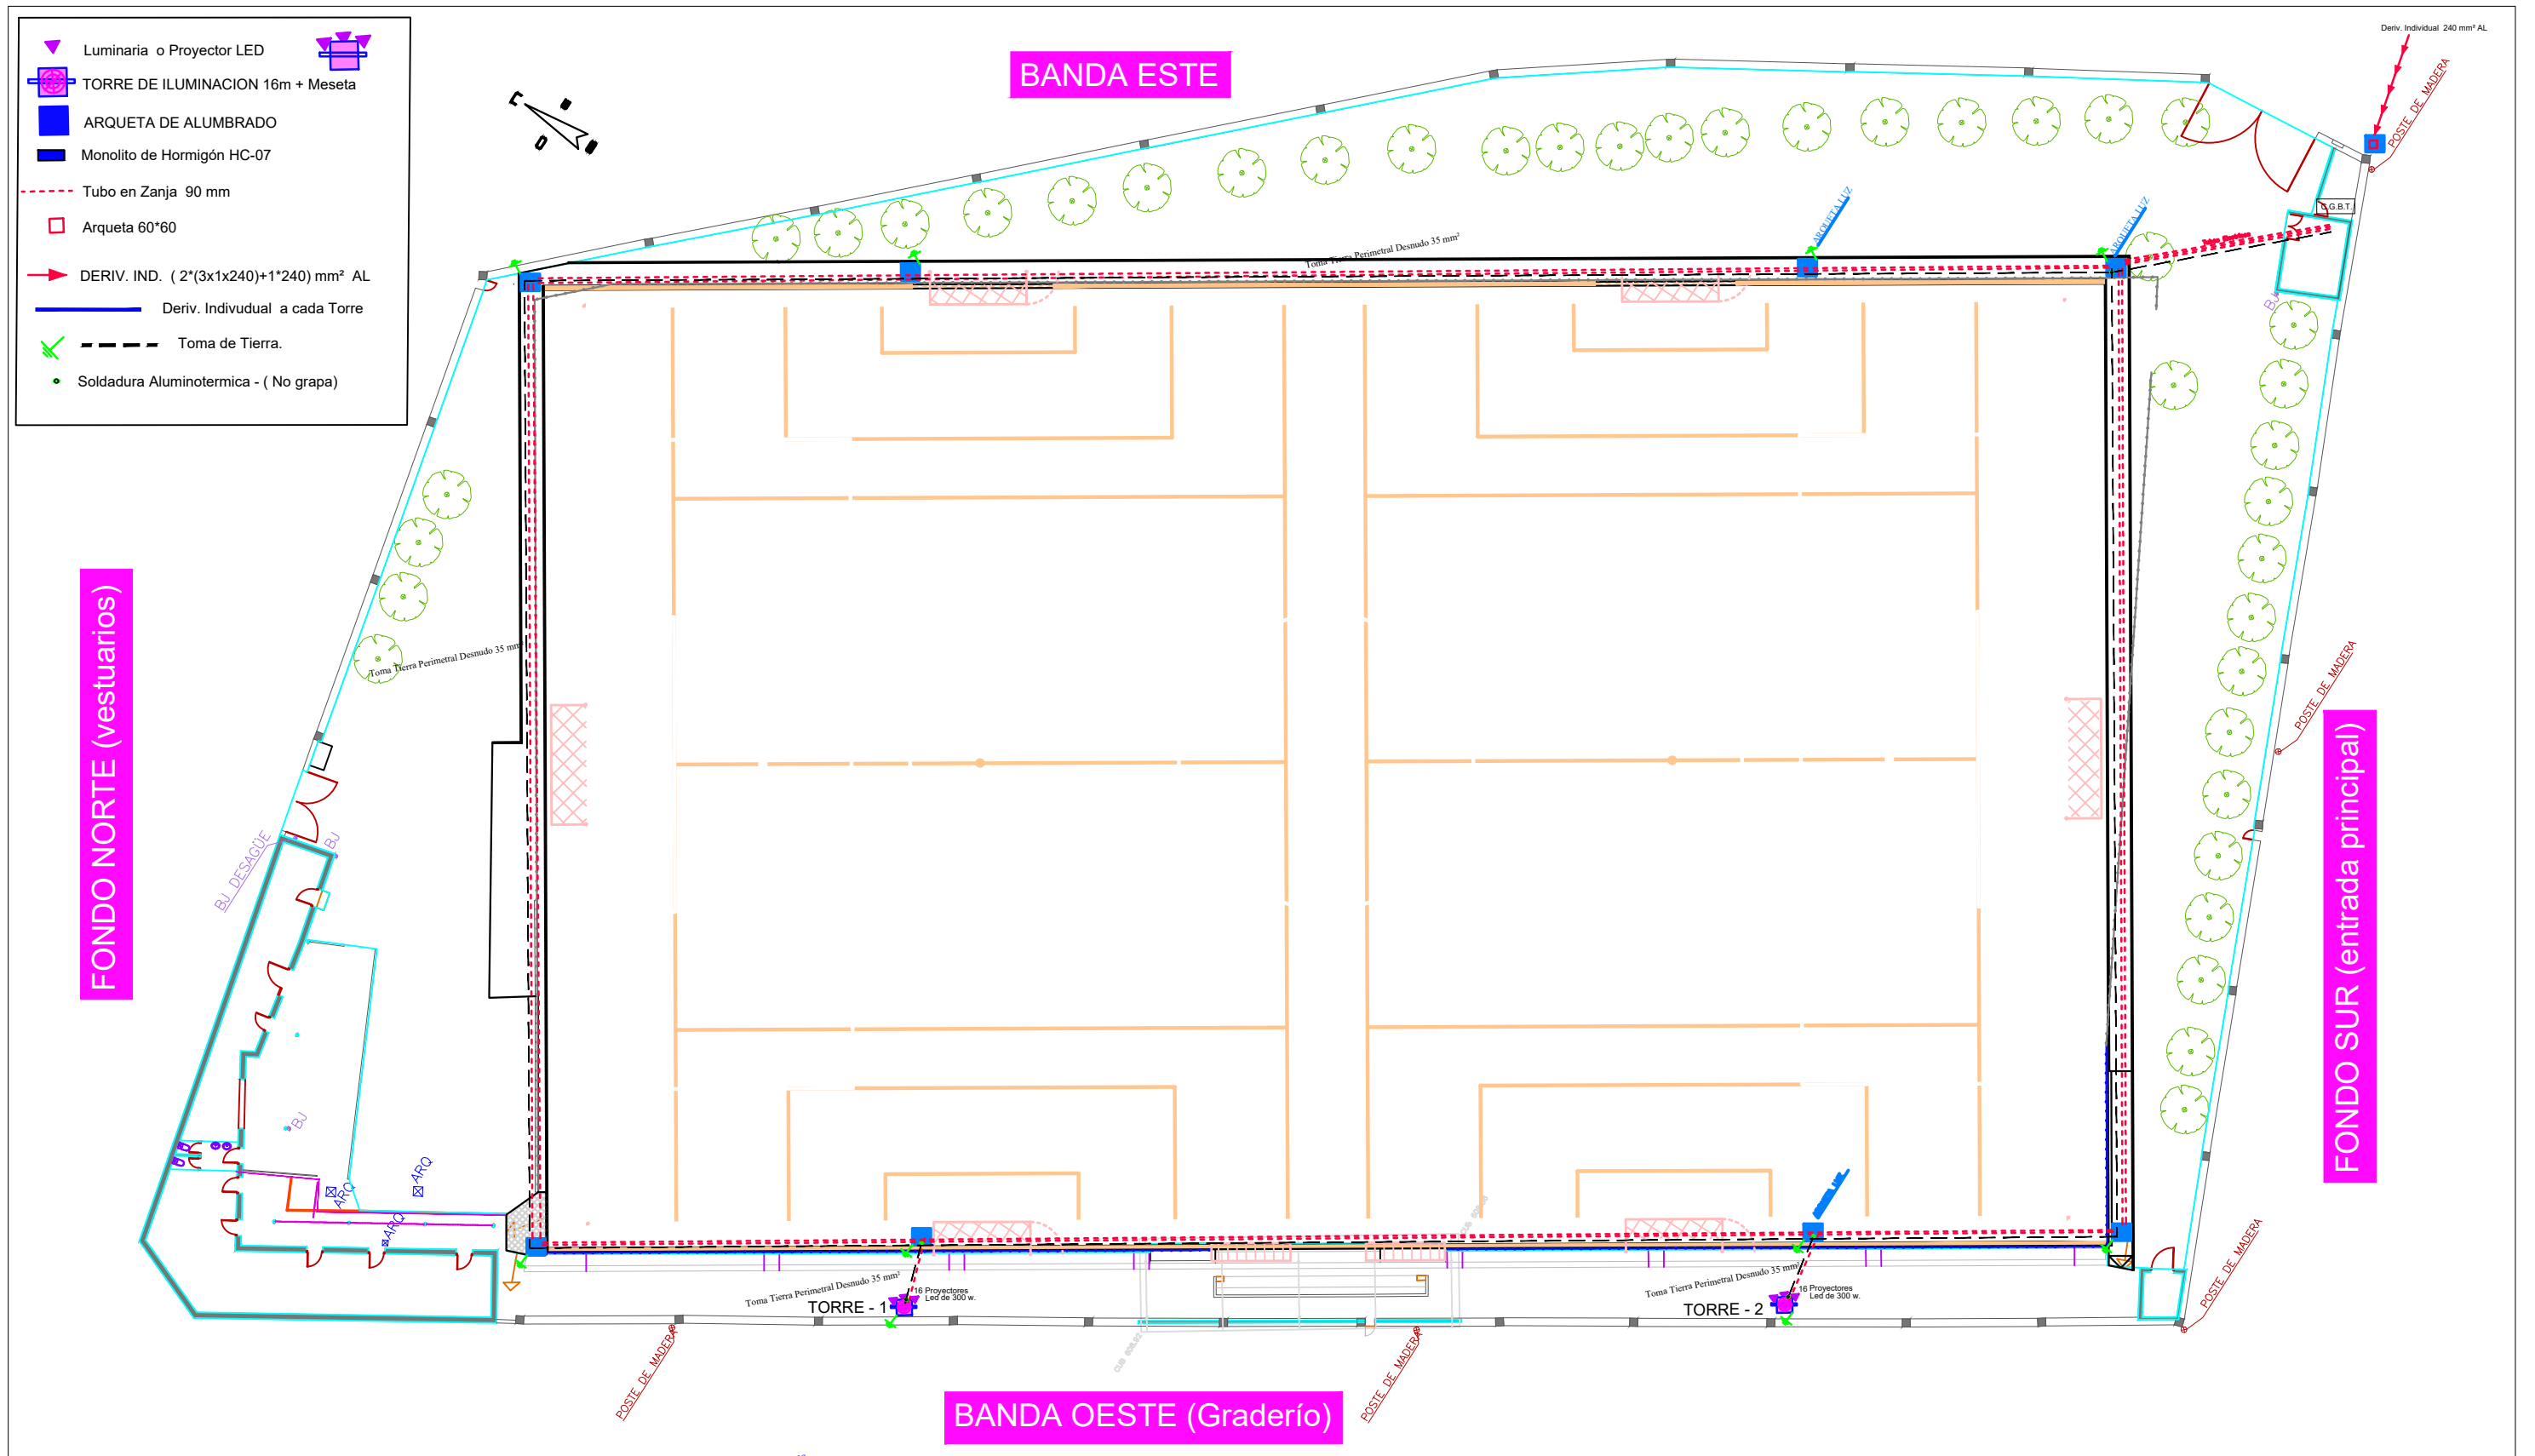 Luminaria o Proyector LED
TORRE DE ILUMINACION 16m + Meseta
ARQUETA DE ALUMBRADO
Monolito de Hormigón HC-07
Tubo en Zanja 90 mm
Arqueta 60*60
DERIV. IND. ( 2*(3x1x240)+1*240) mm² AL
Deriv. Indivudual a cada Torre
Toma de Tierra.
Soldadura Aluminotermica - ( No grapa)
BANDA ESTE
Deriv. Individual 240 mm² AL
POSTE DE MADERA
C.G.B.T.
ARQUETA LUZ
ARQUETA LUZ
Toma Tierra Perimetral Desnudo 35 mm²
BJ
FONDO NORTE (vestuarios)
Toma Tierra Perimetral Desnudo 35 mm²
POSTE DE MADERA
FONDO SUR (entrada principal)
BJ DESAGÜE
BJ
BJ
ARQ
ARQ
ARQ
Toma Tierra Perimetral Desnudo 35 mm²
16 Proyectores
Led de 300 w.
TORRE - 1
Toma Tierra Perimetral Desnudo 35 mm²
16 Proyectores
Led de 300 w.
TORRE - 2
POSTE DE MADERA
POSTE DE MADERA
POSTE DE MADERA
BANDA OESTE (Graderío)